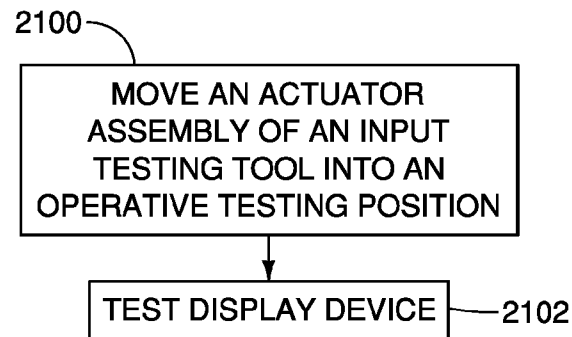 2100
MOVE AN ACTUATOR
ASSEMBLY OF AN INPUT
TESTING TOOL INTO AN
OPERATIVE TESTING POSITION
TEST DISPLAY DEVICE
2102